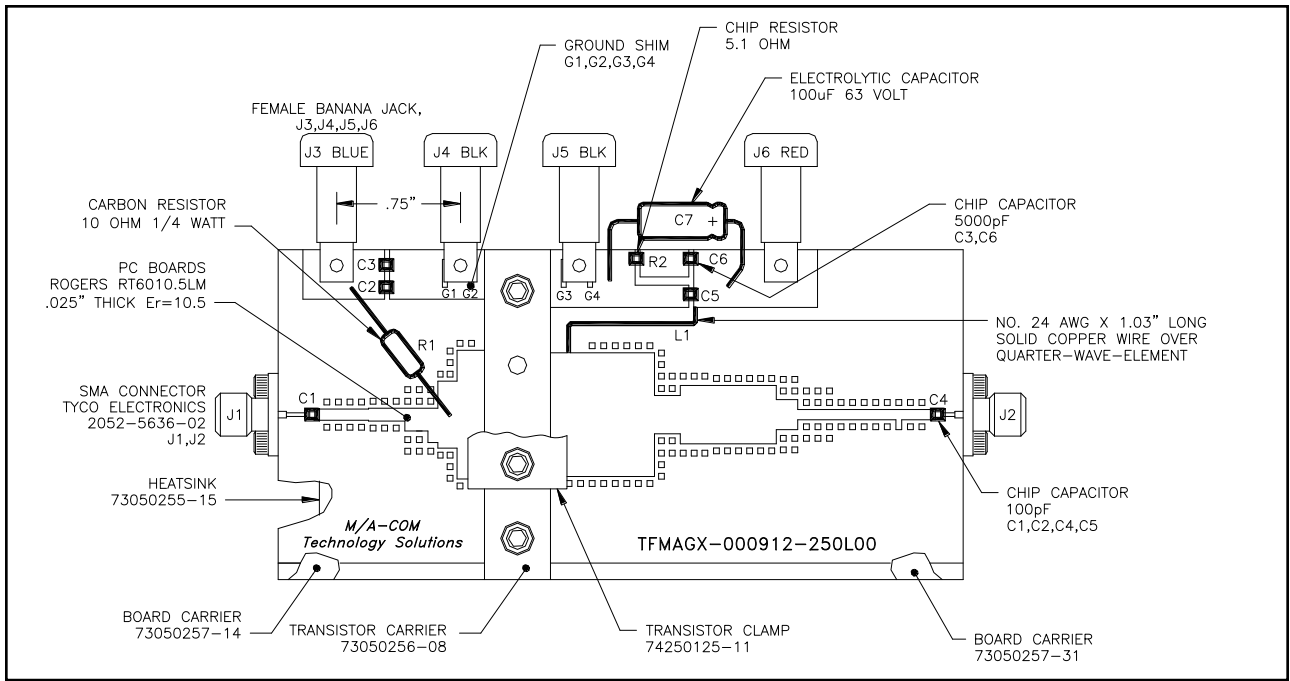 CHIP RESISTOR
5.1 OHM
GROUND SHIM
G1,G2,G3,G4
ELECTROLYTIC CAPACITOR
100uF 63 VOLT
FEMALE BANANA JACK,
J3,J4,J5,J6
J3 BLUE
J4 BLK
J5 BLK
J6 RED
CARBON RESISTOR
10 OHM 1/4 WATT
.75"
C7
+
CHIP CAPACITOR
5000pF
C3,C6
PC BOARDS
ROGERS RT6010.5LM
.025" THICK Er=10.5
C3
C2
G1
G2
G3
G4
R2
C6
C5
R1
L1
NO. 24 AWG X 1.03" LONG
SOLID COPPER WIRE OVER
QUARTER-WAVE-ELEMENT
SMA CONNECTOR
TYCO ELECTRONICS
2052-5636-02
J1,J2
J1
C1
C4
J2
HEATSINK
73050255-15
CHIP CAPACITOR
100pF
C1,C2,C4,C5
M/A-COM
Technology Solutions
TFMAGX-000912-250L00
BOARD CARRIER
73050257-14
TRANSISTOR CARRIER
73050256-08
TRANSISTOR CLAMP
74250125-11
BOARD CARRIER
73050257-31